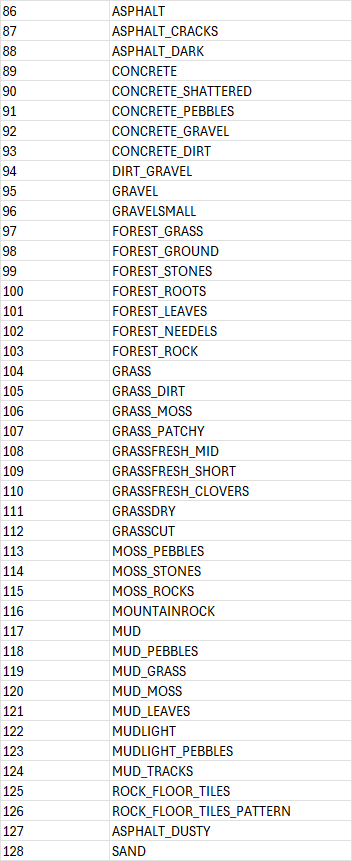 86 ASPHALT
87 ASPHALT_CRACKS
88 ASPHALT_DARK
89 CONCRETE
90 CONCRETE_SHATTERED
91 CONCRETE_PEBBLES
92 CONCRETE_GRAVEL
93 CONCRETE_DIRT
94 DIRT_GRAVEL
95 GRAVEL
96 GRAVELSMALL
97 FOREST_GRASS
98 FOREST_GROUND
99 FOREST_STONES
100 FOREST_ROOTS
101 FOREST_LEAVES
102 FOREST_NEEDELS
103 FOREST_ROCK
104 GRASS
105 GRASS_DIRT
106 GRASS_MOSS
107 GRASS_PATCHY
108 GRASSFRESH_MID
109 GRASSFRESH_SHORT
110 GRASSFRESH_CLOVERS
111 GRASSDRY
112 GRASSCUT
113 MOSS_PEBBLES
114 MOSS_STONES
115 MOSS_ROCKS
116 MOUNTAINROCK
117 MUD
118 MUD_PEBBLES
119 MUD_GRASS
120 MUD_MOSS
121 MUD_LEAVES
122 MUDLIGHT
123 MUDLIGHT_PEBBLES
124 MUD_TRACKS
125 ROCK_FLOOR_TILES
126 ROCK_FLOOR_TILES_PATTERN
127 ASPHALT_DUSTY
128 SAND